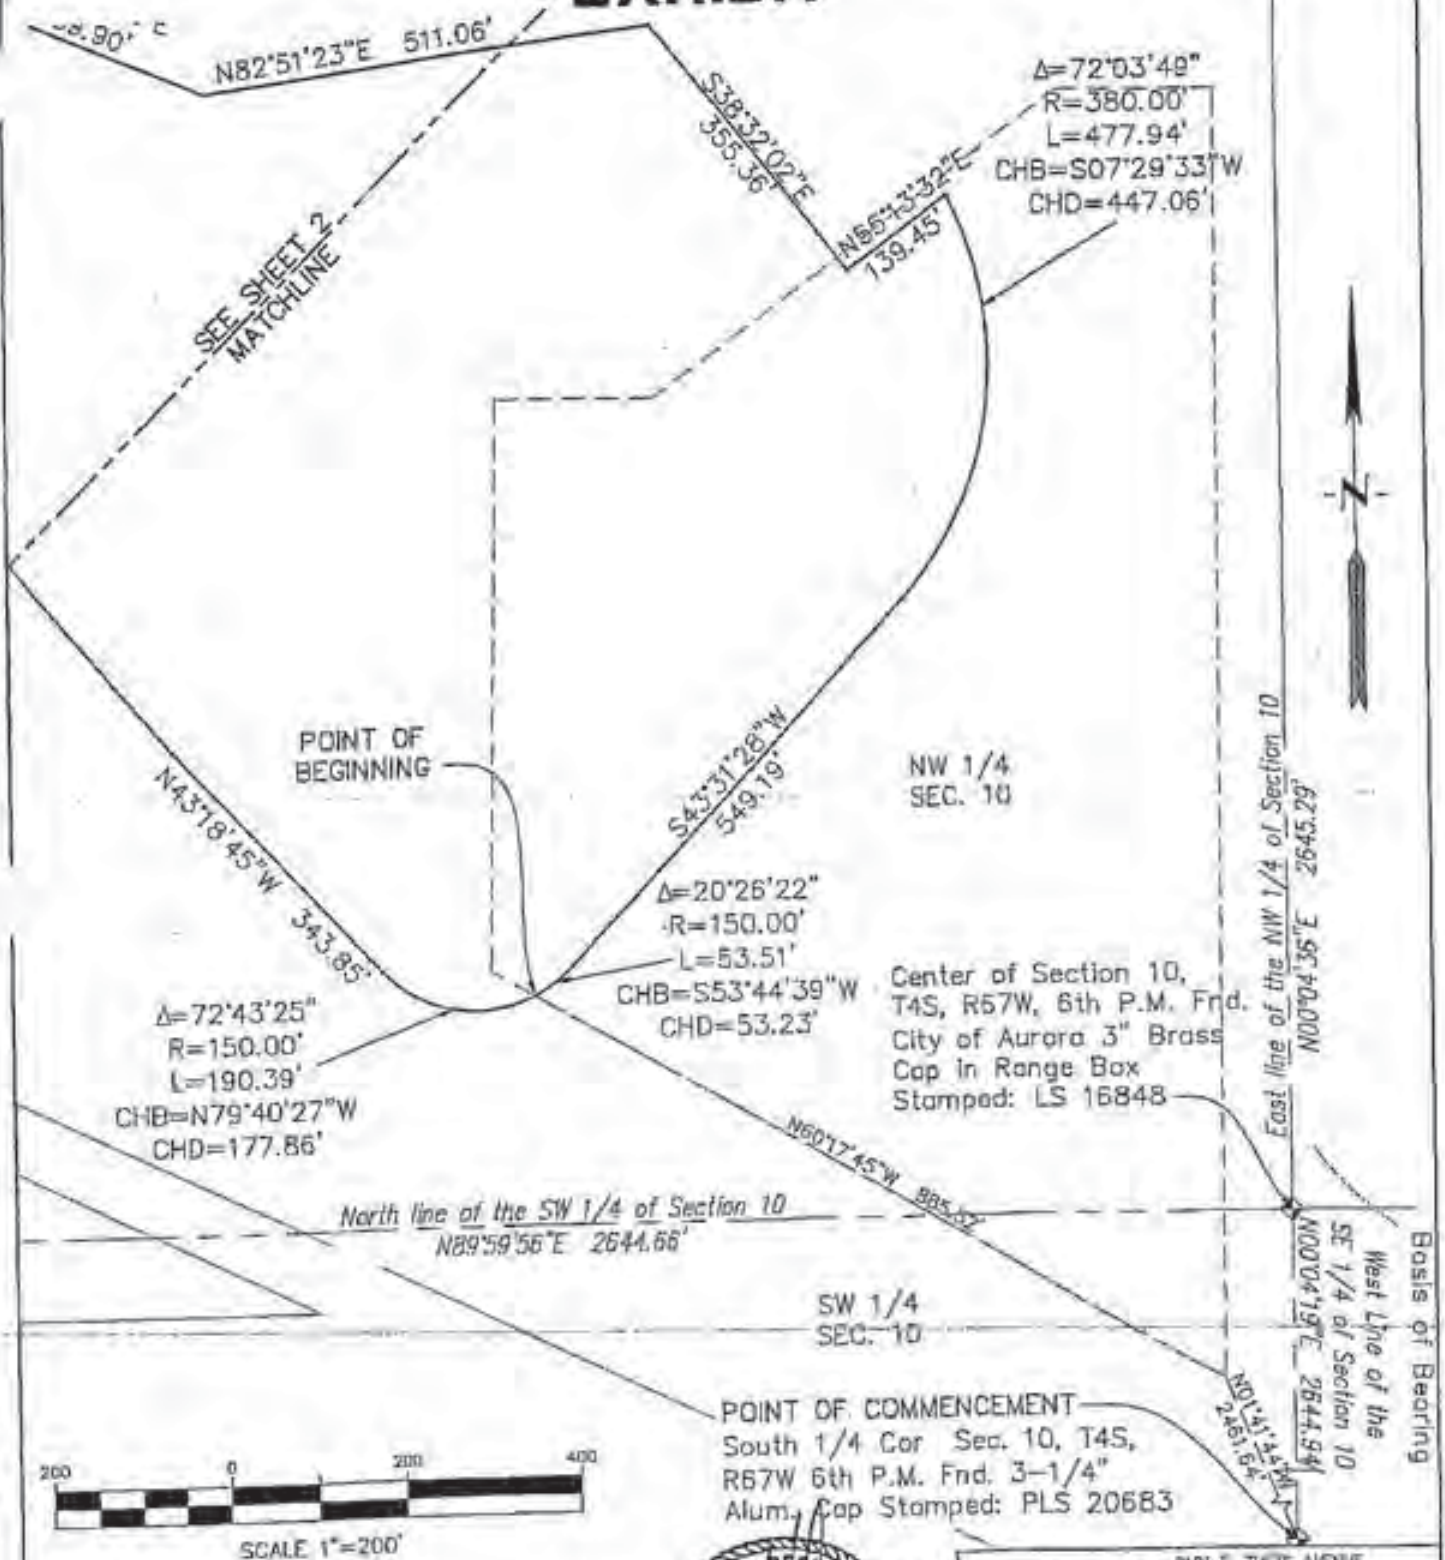 N82°51'23"E 511.06'
S38°32'02"E
355.36'
Δ=72°03'49"
R=380.00'
L=477.94'
CHB=S07°29'33"W
CHD=447.06'
139.45'
SEE SHEET 2
MATCHLINE
POINT OF
BEGINNING
N43°18'45"W 343.85'
S43°31'28"W
549.19'
NW 1/4
SEC. 10
Δ=20°26'22"
R=150.00'
L=53.51'
CHB=S53°44'39"W
CHD=53.23'
Δ=72°43'25"
R=150.00'
L=190.39'
CHB=N79°40'27"W
CHD=177.86'
Center of Section 10,
T4S, R67W, 6th P.M. Fnd.
City of Aurora 3" Brass
Cap in Range Box
Stamped: LS 16848
East line of the NW 1/4 of Section 10
N00°04'36"E 2645.29'
N60°17'45"W
North line of the SW 1/4 of Section 10
N89°59'56"E 2644.66'
SW 1/4
SEC. 10
Basis of Bearing
West Line of the
SE 1/4 of Section 10
N00°04'19"E 2644.94'
N01°41'44"W
2461.64'
POINT OF COMMENCEMENT
South 1/4 Cor Sec. 10, T4S,
R67W 6th P.M. Fnd. 3-1/4"
Alum. Cap Stamped: PLS 20683
200 0 200 400
SCALE 1"=200'
N